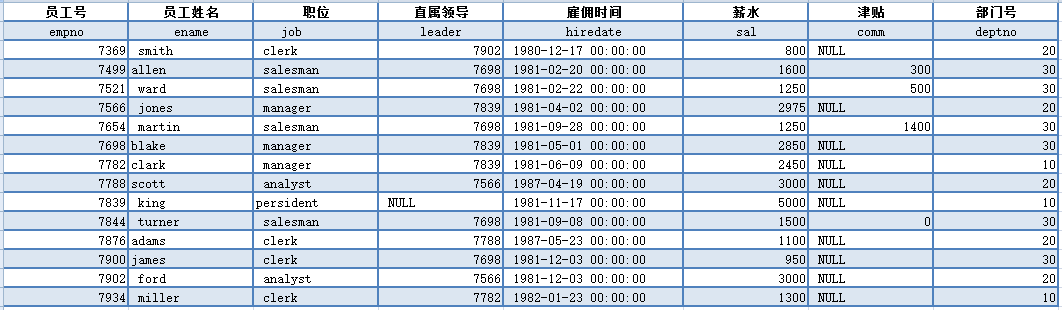 员工号 员工姓名 职位 直属领导 雇佣时间 薪水 津贴 部门号
empno ename job leader hiredate sal comm deptno
7369 smith clerk 7902 1980-12-17 00:00:00 800 NULL 20
7499 allen salesman 7698 1981-02-20 00:00:00 1600 300 30
7521 ward salesman 7698 1981-02-22 00:00:00 1250 500 30
7566 jones manager 7839 1981-04-02 00:00:00 2975 NULL 20
7654 martin salesman 7698 1981-09-28 00:00:00 1250 1400 30
7698 blake manager 7839 1981-05-01 00:00:00 2850 NULL 30
7782 clark manager 7839 1981-06-09 00:00:00 2450 NULL 10
7788 scott analyst 7566 1987-04-19 00:00:00 3000 NULL 20
7839 king persident NULL 1981-11-17 00:00:00 5000 NULL 10
7844 turner salesman 7698 1981-09-08 00:00:00 1500 0 30
7876 adams clerk 7788 1987-05-23 00:00:00 1100 NULL 20
7900 james clerk 7698 1981-12-03 00:00:00 950 NULL 30
7902 ford analyst 7566 1981-12-03 00:00:00 3000 NULL 20
7934 miller clerk 7782 1982-01-23 00:00:00 1300 NULL 10